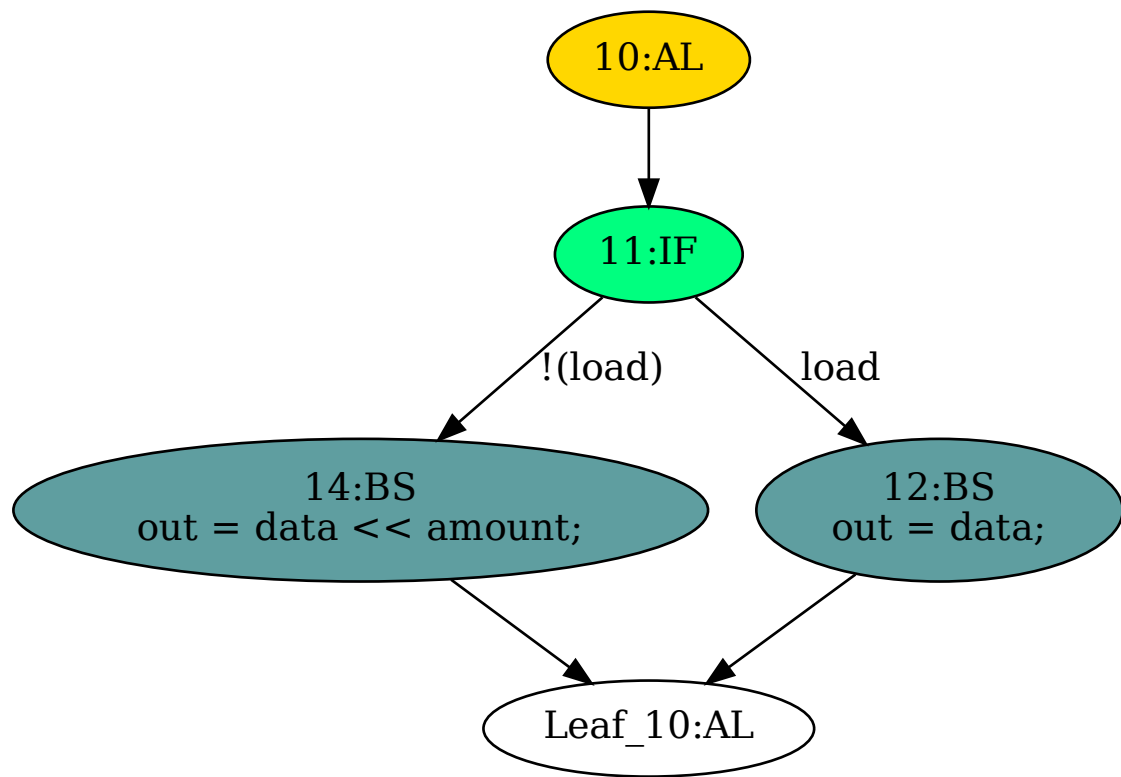 10:AL
11:IF
!(load)
load
14:BS
out = data << amount;
12:BS
out = data;
Leaf_10:AL